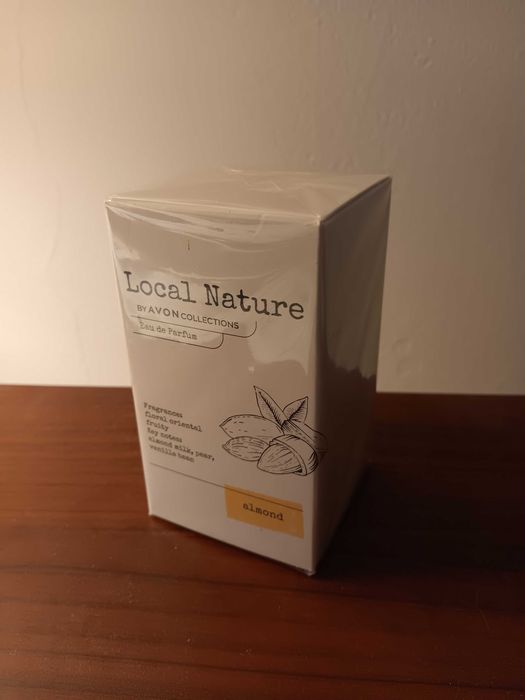 Local Nature
BY AVON COLLECTIONS
Eau de Parfum
Fragrance:
floral oriental
fruity
Key notes:
almond milk, pear,
vanilla bean
almond